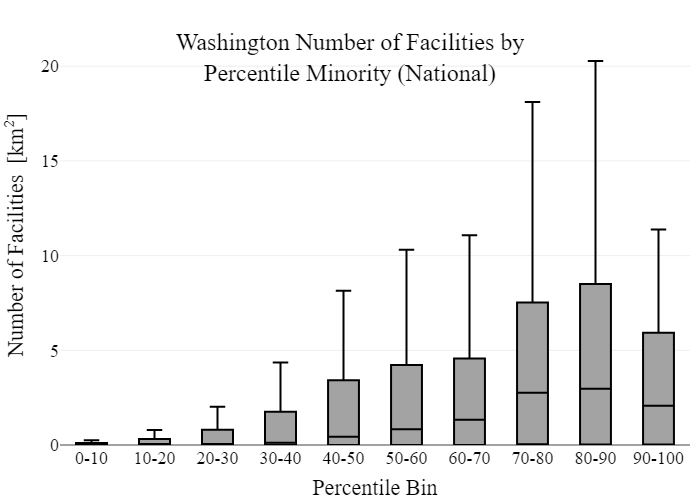 Washington Number of Facilities by
Percentile Minority (National)
Number of Facilities [km²]
20
15
10
5
0
0-10 10-20 20-30 30-40 40-50 50-60 60-70 70-80 80-90 90-100
Percentile Bin